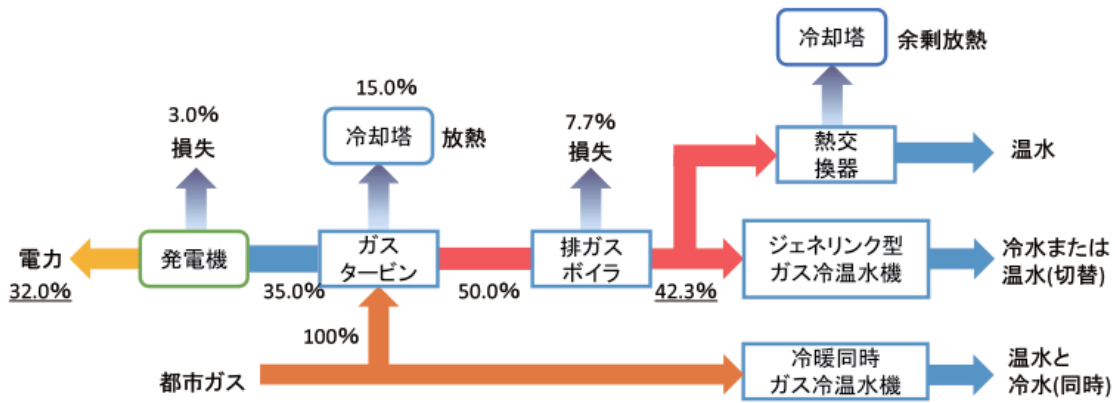 冷却塔
余剰放熱
15.0%
3.0%
損失
冷却塔
放熱
7.7%
損失
熱交
換器
温水
電力
32.0%
発電機
35.0%
ガス
タービン
50.0%
排ガス
ボイラ
42.3%
ジェネリンク型
ガス冷温水機
冷水または
温水(切替)
100%
都市ガス
冷暖同時
ガス冷温水機
温水と
冷水(同時)